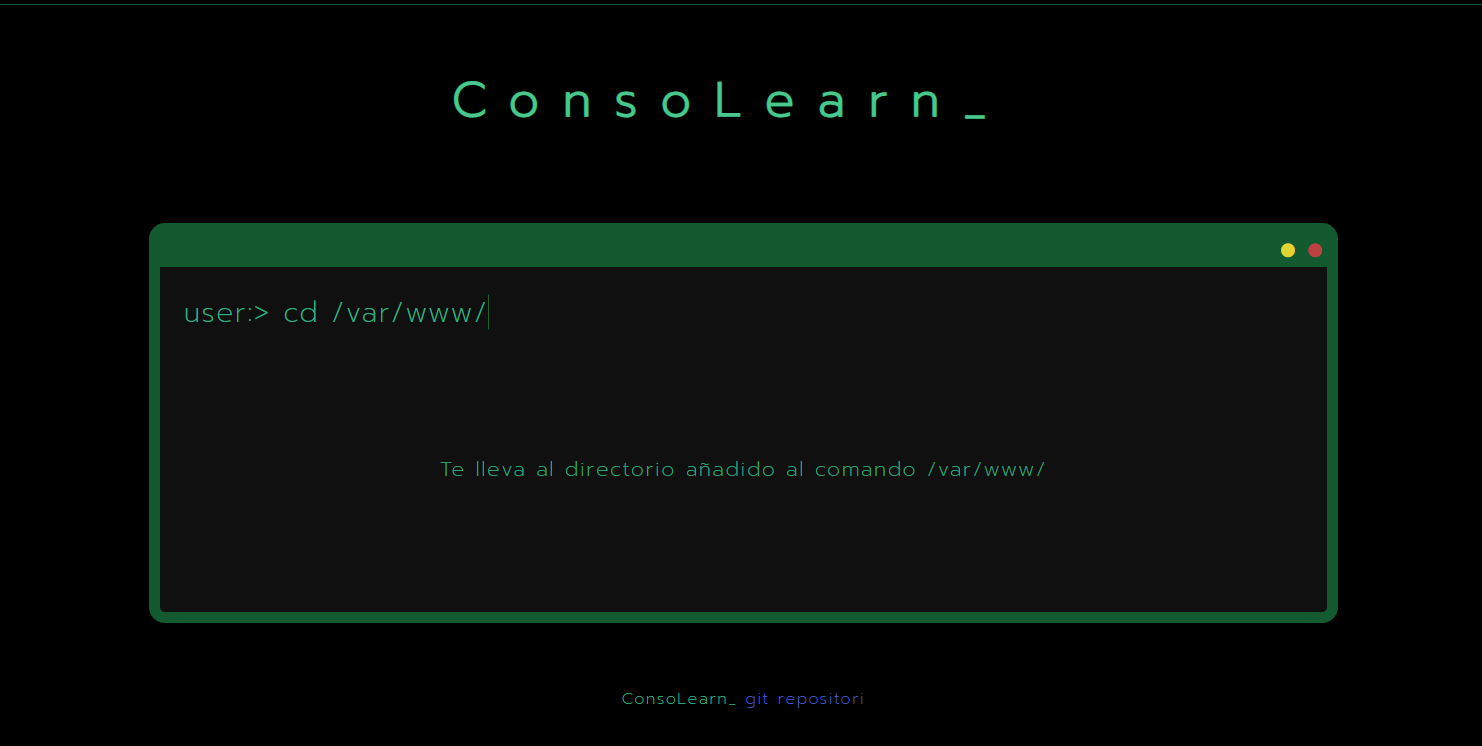 ConsoLearn_
user:> cd /var/www/
Te lleva al directorio añadido al comando /var/www/
ConsoLearn_ git repositori